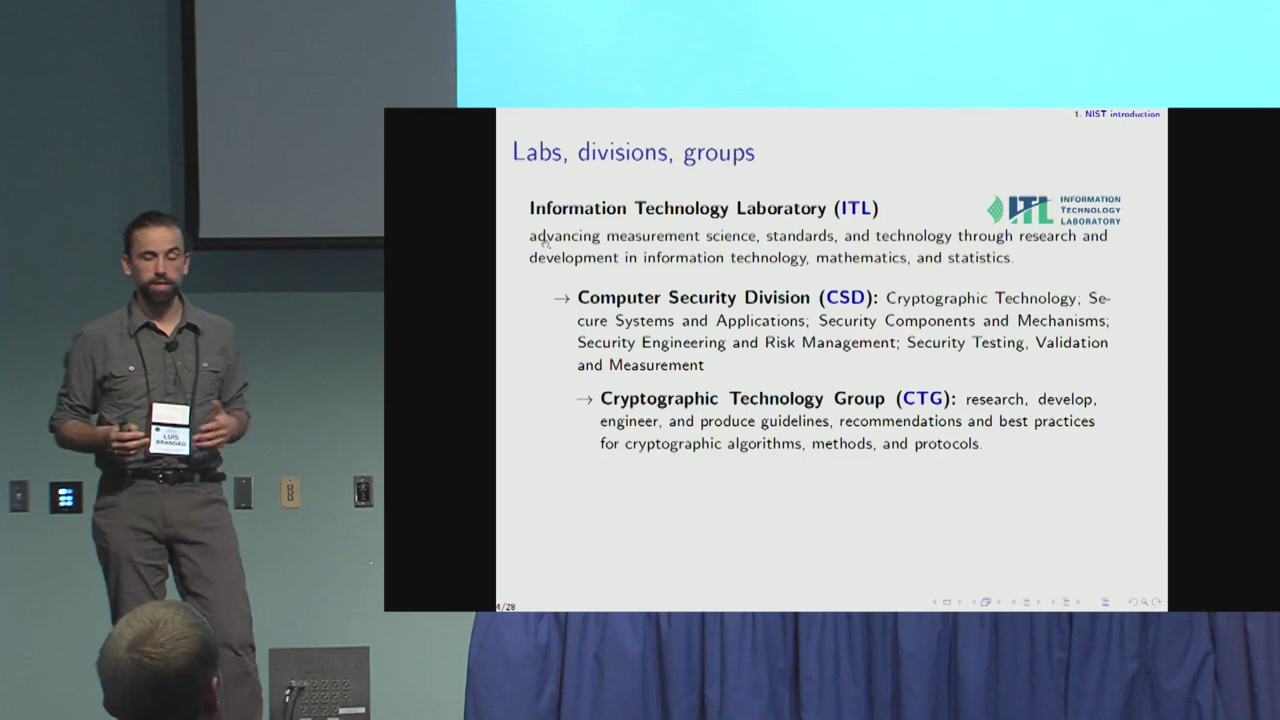 1. NIST introduction
Labs, divisions, groups
Information Technology Laboratory (ITL)
ITL INFORMATION
TECHNOLOGY
LABORATORY
advancing measurement science, standards, and technology through research and
development in information technology, mathematics, and statistics.
→ Computer Security Division (CSD): Cryptographic Technology; Se-
cure Systems and Applications; Security Components and Mechanisms;
Security Engineering and Risk Management; Security Testing, Validation
and Measurement
→ Cryptographic Technology Group (CTG): research, develop,
engineer, and produce guidelines, recommendations and best practices
for cryptographic algorithms, methods, and protocols.
4/28
LUÍS
BRANDÃO